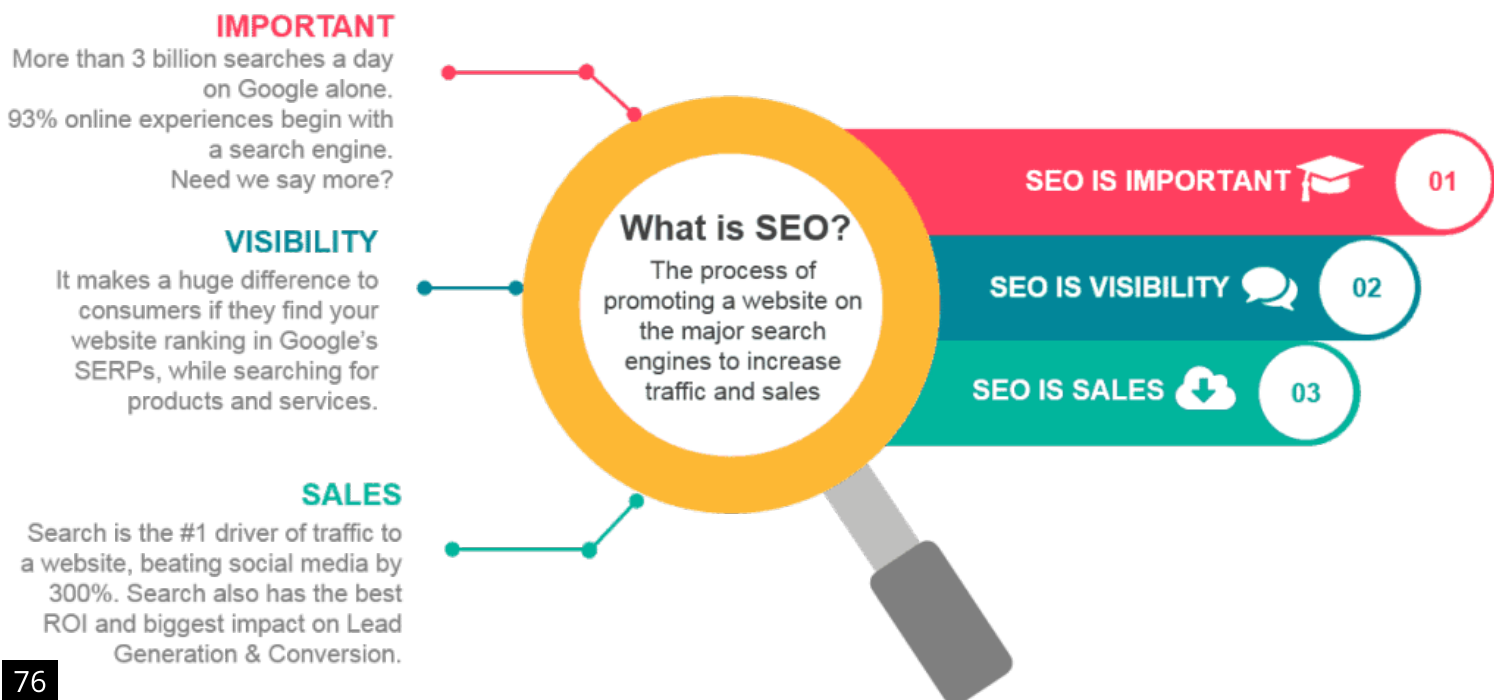 IMPORTANT
More than 3 billion searches a day
on Google alone.
93% online experiences begin with
a search engine.
Need we say more?
VISIBILITY
It makes a huge difference to
consumers if they find your
website ranking in Google's
SERPs, while searching for
products and services.
SALES
Search is the #1 driver of traffic to
a website, beating social media by
300%. Search also has the best
ROI and biggest impact on Lead
Generation & Conversion.
What is SEO?
The process of
promoting a website on
the major search
engines to increase
traffic and sales
SEO IS IMPORTANT 01
SEO IS VISIBILITY 02
SEO IS SALES 03
76